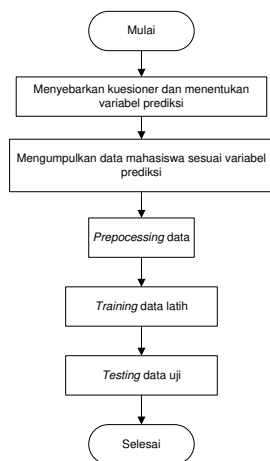 Mulai
Menyebarkan kuesioner dan menentukan
variabel prediksi
Mengumpulkan data mahasiswa sesuai variabel
prediksi
Prepocessing data
Training data latih
Testing data uji
Selesai